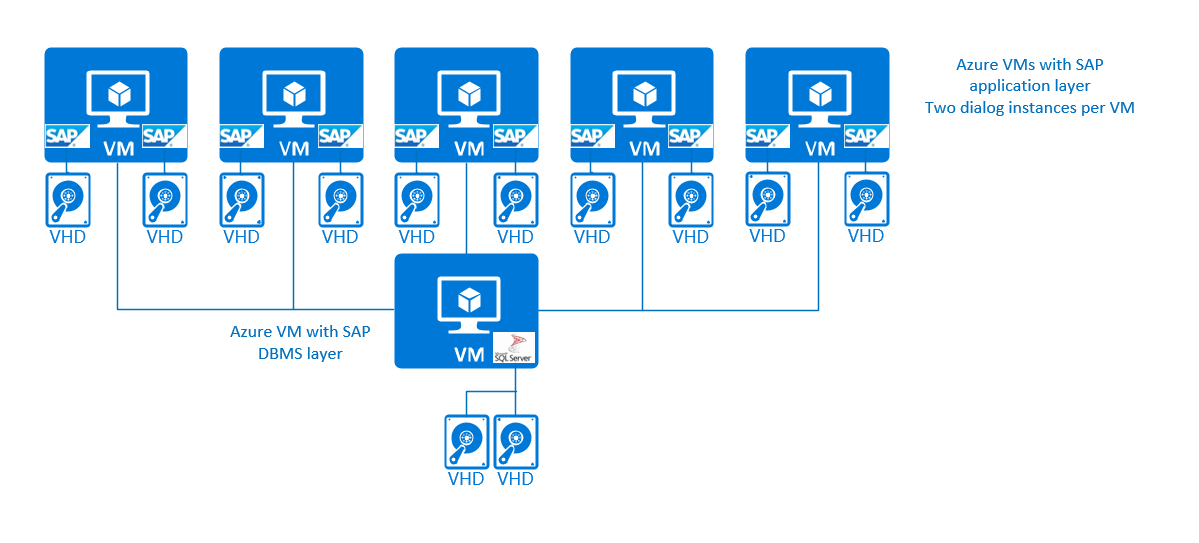 Azure VMs with SAP
application layer
Two dialog instances per VM
SAP SAP SAP SAP SAP SAP SAP SAP SAP SAP
VM VM VM VM VM
VHD VHD VHD VHD VHD VHD VHD VHD VHD VHD
Azure VM with SAP
DBMS layer
VM
SQL Server
VHD VHD